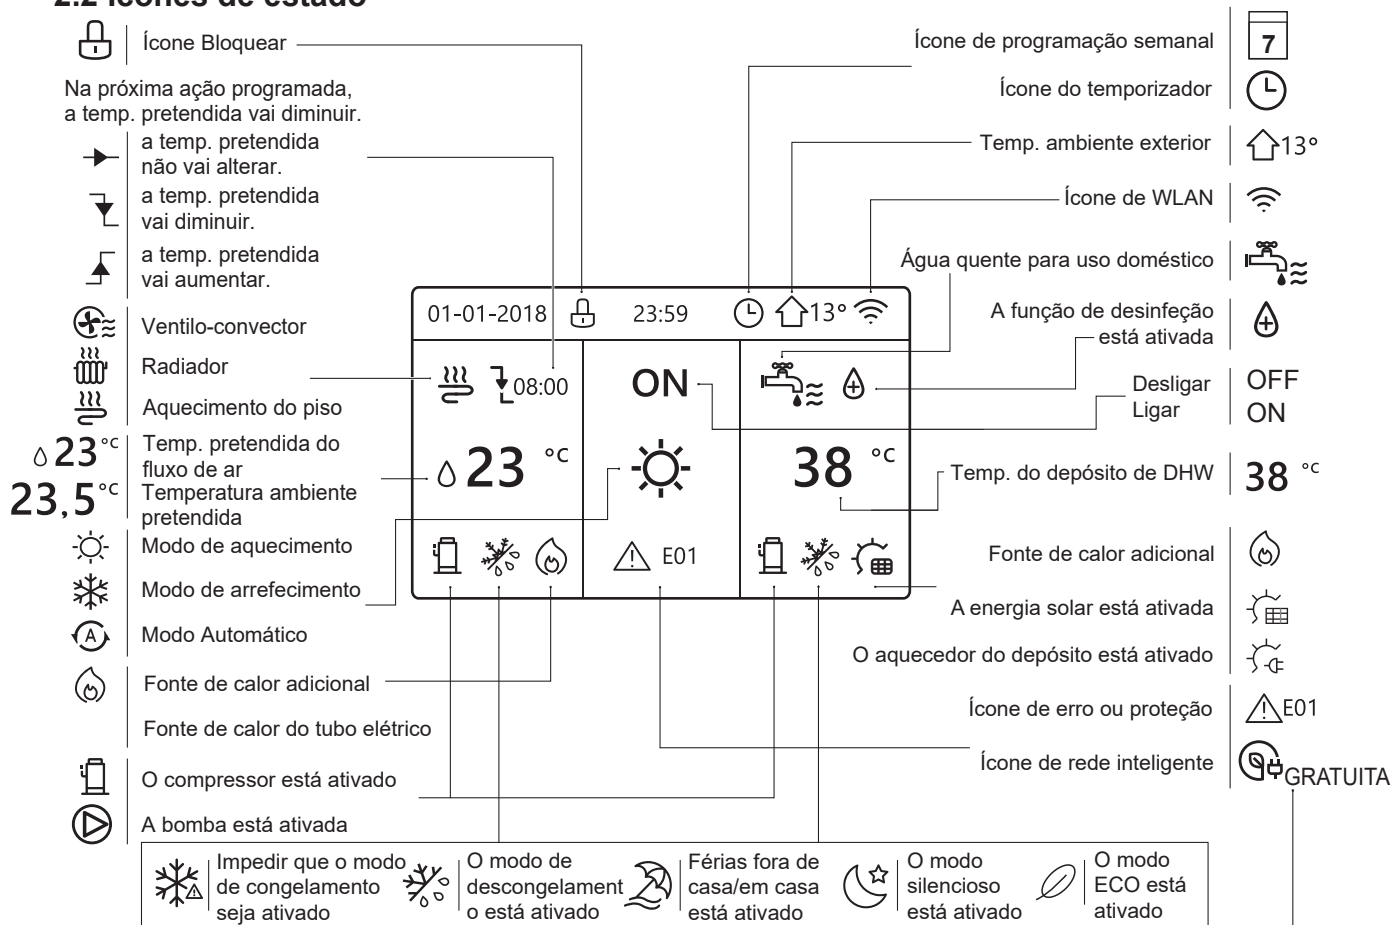 2.2 Ícones de estado
Ícone Bloquear
Na próxima ação programada,
a temp. pretendida vai diminuir.
a temp. pretendida
não vai alterar.
a temp. pretendida
vai diminuir.
a temp. pretendida
vai aumentar.
Ventilo-convector
Radiador
Aquecimento do piso
23 °C
Temp. pretendida do
fluxo de ar
23,5 °C
Temperatura ambiente
pretendida
Modo de aquecimento
Modo de arrefecimento
A
Modo Automático
Fonte de calor adicional
Fonte de calor do tubo elétrico
O compressor está ativado
A bomba está ativada
01-01-2018
23:59
13°
08:00
ON
23 °C
38 °C
E01
Ícone de programação semanal
7
Ícone do temporizador
Temp. ambiente exterior
13°
Ícone de WLAN
Água quente para uso doméstico
A função de desinfeção
está ativada
Desligar
OFF
Ligar
ON
Temp. do depósito de DHW
38 °C
Fonte de calor adicional
A energia solar está ativada
O aquecedor do depósito está ativado
Ícone de erro ou proteção
E01
Ícone de rede inteligente
GRATUITA
Impedir que o modo
de congelamento
seja ativado
O modo de
descongelament
o está ativado
Férias fora de
casa/em casa
está ativado
O modo
silencioso
está ativado
O modo
ECO está
ativado